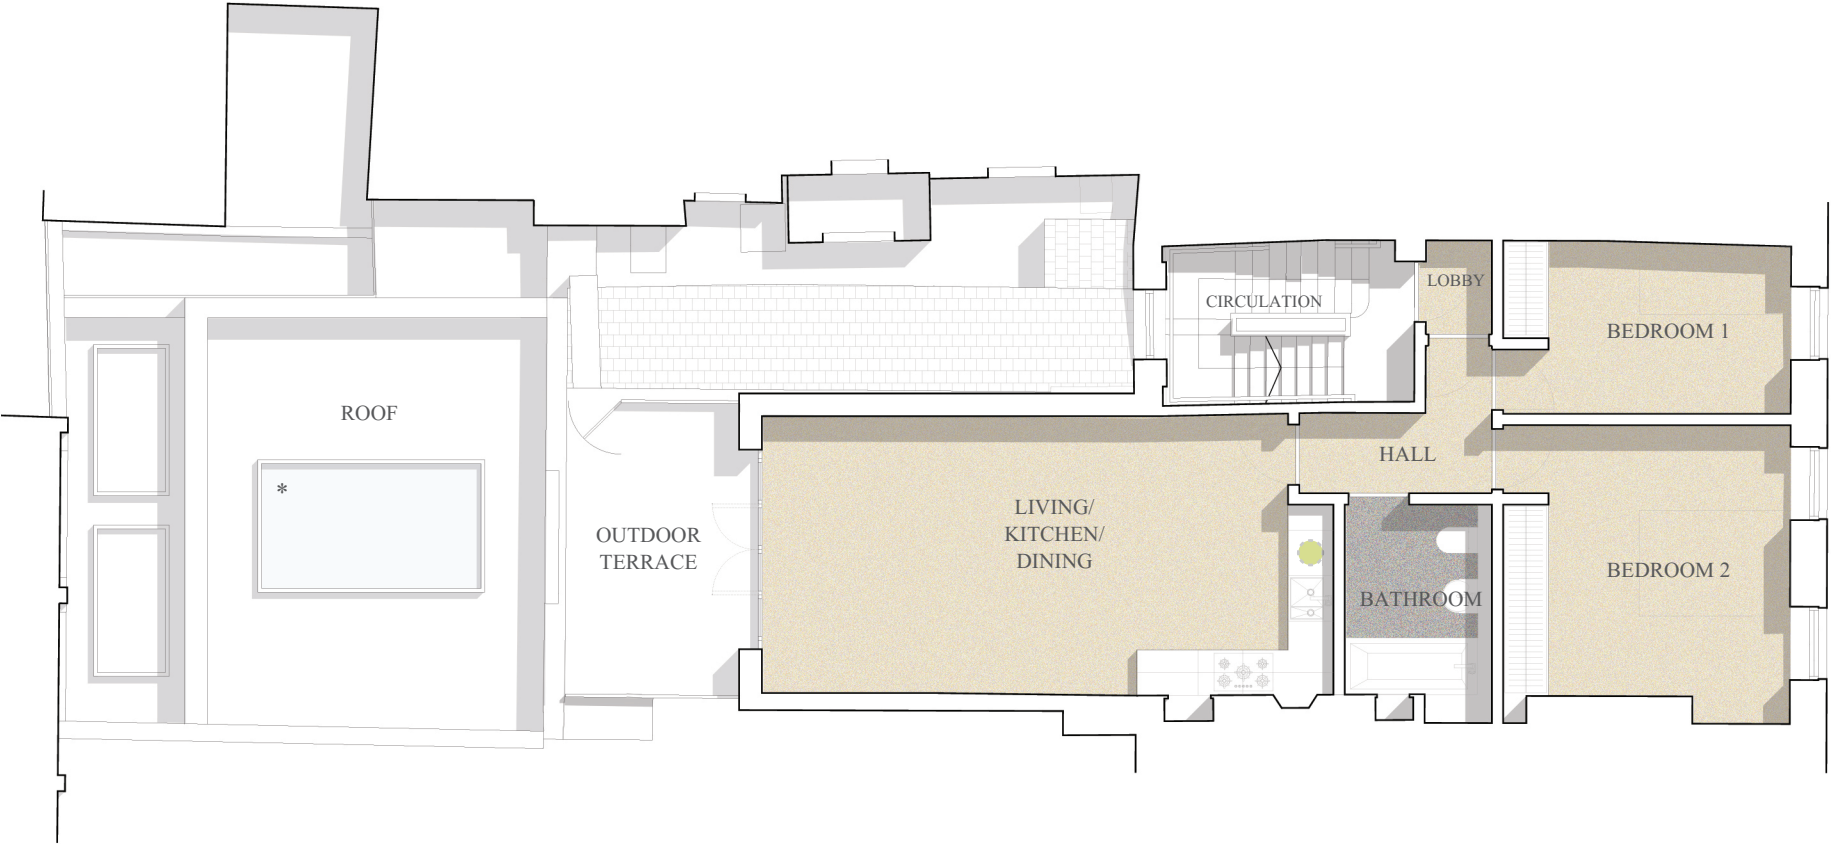 LOBBY
CIRCULATION
BEDROOM 1
ROOF
HALL
*
LIVING/
KITCHEN/
DINING
OUTDOOR
TERRACE
BEDROOM 2
BATHROOM